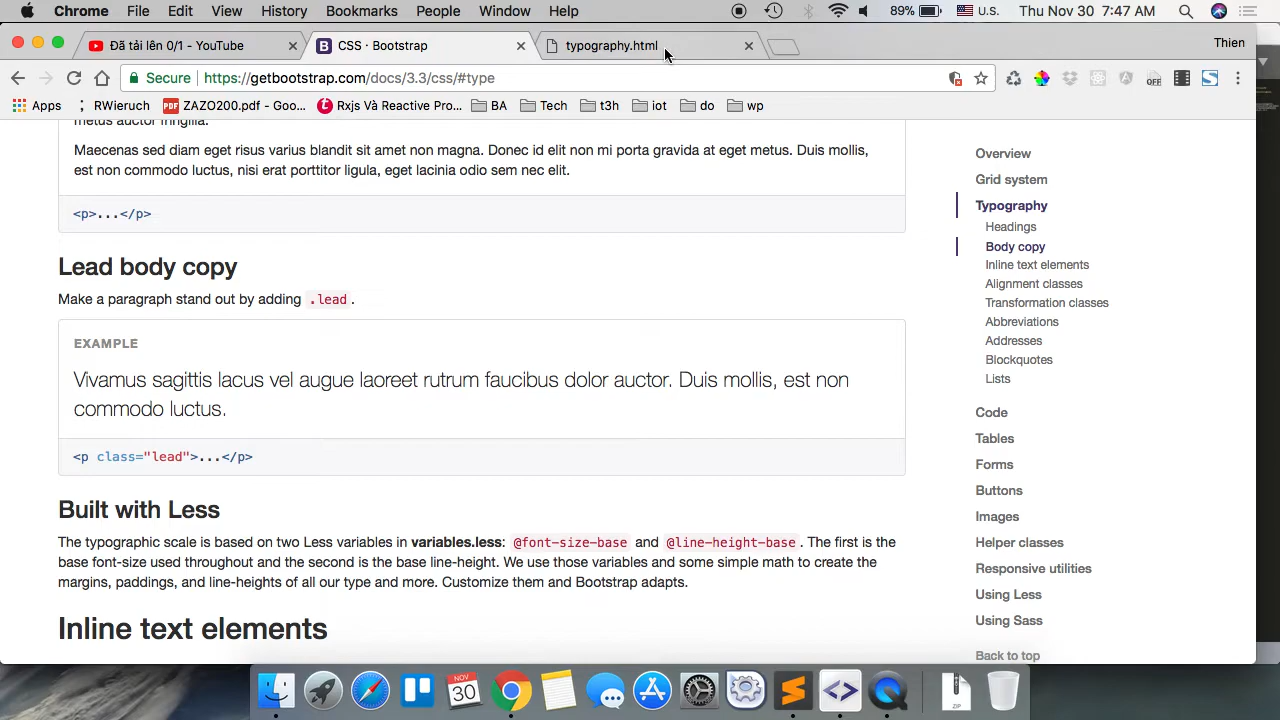 Chrome File Edit View History Bookmarks People Window Help 89% U.S. Thu Nov 30 7:47 AM
Đã tải lên 0/1 - YouTube CSS · Bootstrap typography.html Thien
Secure https://getbootstrap.com/docs/3.3/css/#type OFF
Apps RWieruch ZAZO200.pdf - Goo... Rxjs Và Reactive Pro... BA Tech t3h iot do wp
metus auctor fringilla.
Maecenas sed diam eget risus varius blandit sit amet non magna. Donec id elit non mi porta gravida at eget metus. Duis mollis,
est non commodo luctus, nisi erat porttitor ligula, eget lacinia odio sem nec elit.
<p>...</p>
Lead body copy
Make a paragraph stand out by adding .lead.
EXAMPLE
Vivamus sagittis lacus vel augue laoreet rutrum faucibus dolor auctor. Duis mollis, est non
commodo luctus.
<p class="lead">...</p>
Built with Less
The typographic scale is based on two Less variables in variables.less: @font-size-base and @line-height-base. The first is the
base font-size used throughout and the second is the base line-height. We use those variables and some simple math to create the
margins, paddings, and line-heights of all our type and more. Customize them and Bootstrap adapts.
Inline text elements
Overview
Grid system
Typography
Headings
Body copy
Inline text elements
Alignment classes
Transformation classes
Abbreviations
Addresses
Blockquotes
Lists
Code
Tables
Forms
Buttons
Images
Helper classes
Responsive utilities
Using Less
Using Sass
Back to top
NOV
30
ZIP